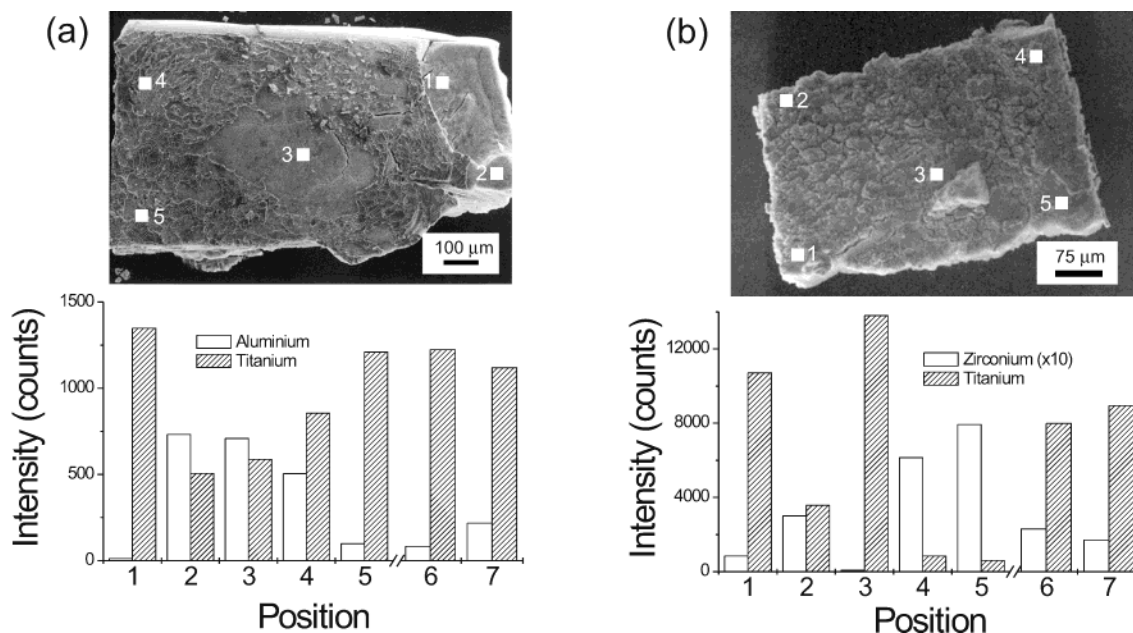 (a)
4
1
3
2
5
100 µm
1500
1000
500
0
Intensity (counts)
Aluminium
Titanium
1 2 3 4 5 6 7
Position
(b)
4
2
3
5
1
75 µm
12000
8000
4000
0
Intensity (counts)
Zirconium (x10)
Titanium
1 2 3 4 5 6 7
Position